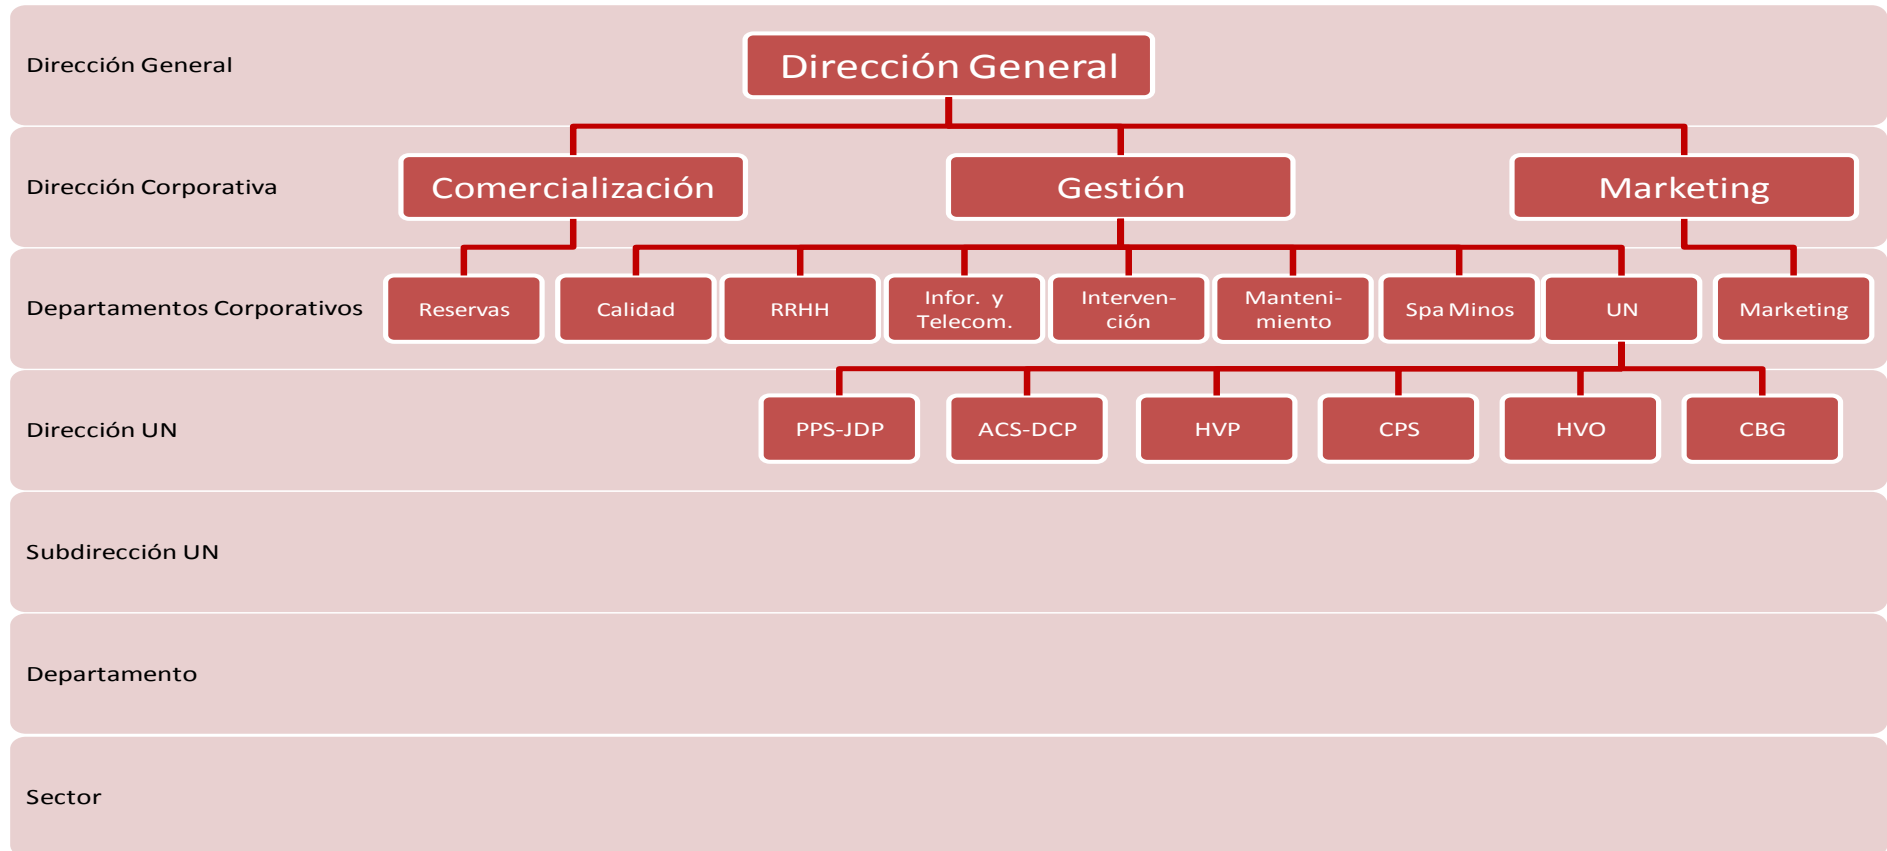 Dirección General
Dirección General
Dirección Corporativa
Comercialización
Gestión
Marketing
Departamentos Corporativos
Reservas
Calidad
RRHH
Infor. y
Telecom.
Interven-
ción
Manteni-
miento
Spa Minos
UN
Marketing
Dirección UN
PPS-JDP
ACS-DCP
HVP
CPS
HVO
CBG
Subdirección UN
Departamento
Sector